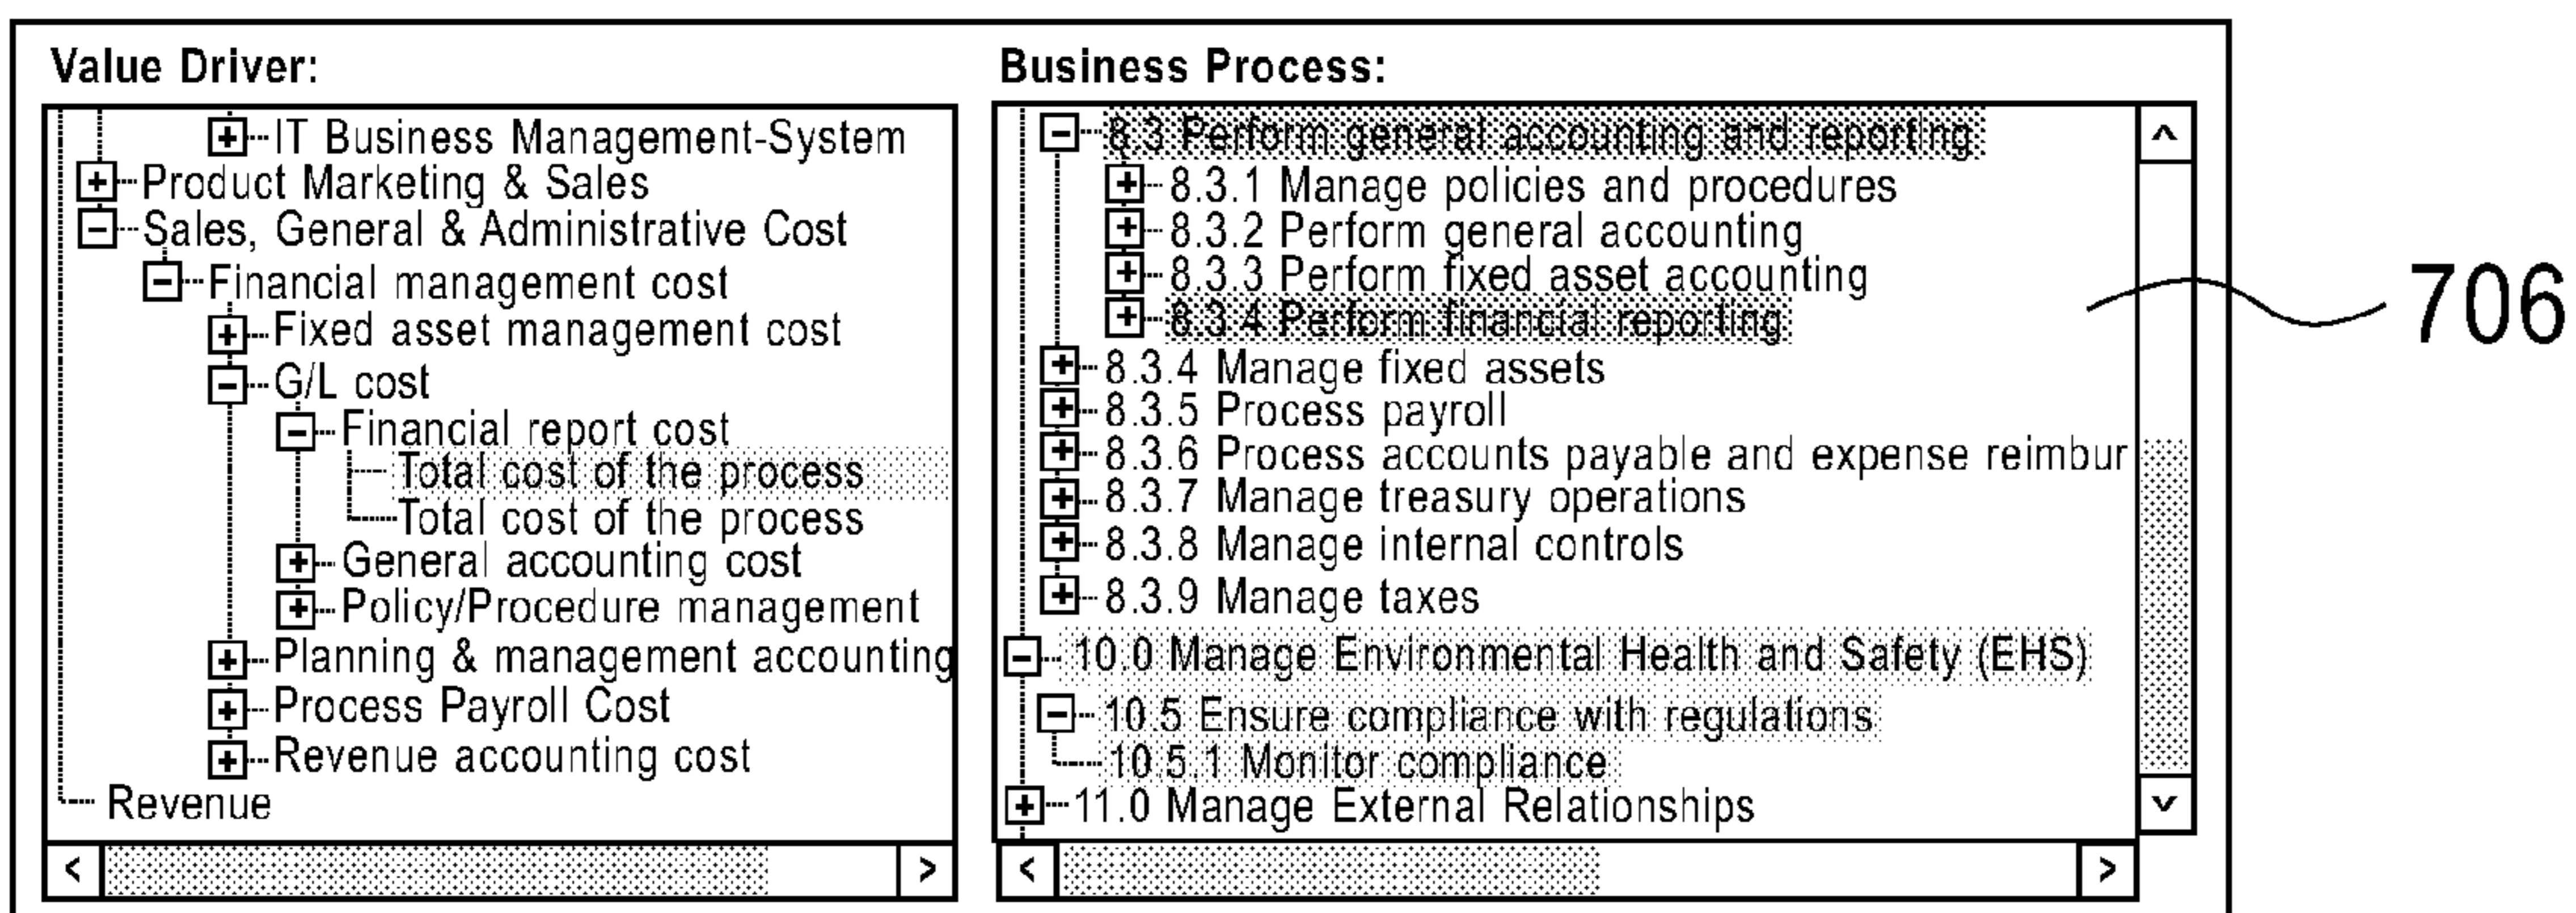 Value Driver:
IT Business Management-System
Product Marketing & Sales
Sales, General & Administrative Cost
Financial management cost
Fixed asset management cost
G/L cost
Financial report cost
Total cost of the process
Total cost of the process
General accounting cost
Policy/Procedure management
Planning & management accounting
Process Payroll Cost
Revenue accounting cost
Revenue
Business Process:
8.3 Perform general accounting and reporting
8.3.1 Manage policies and procedures
8.3.2 Perform general accounting
8.3.3 Perform fixed asset accounting
8.3.4 Perform financial reporting
8.3.4 Manage fixed assets
8.3.5 Process payroll
8.3.6 Process accounts payable and expense reimbur
8.3.7 Manage treasury operations
8.3.8 Manage internal controls
8.3.9 Manage taxes
10.0 Manage Environmental Health and Safety (EHS)
10.5 Ensure compliance with regulations
10.5.1 Monitor compliance
11.0 Manage External Relationships
706